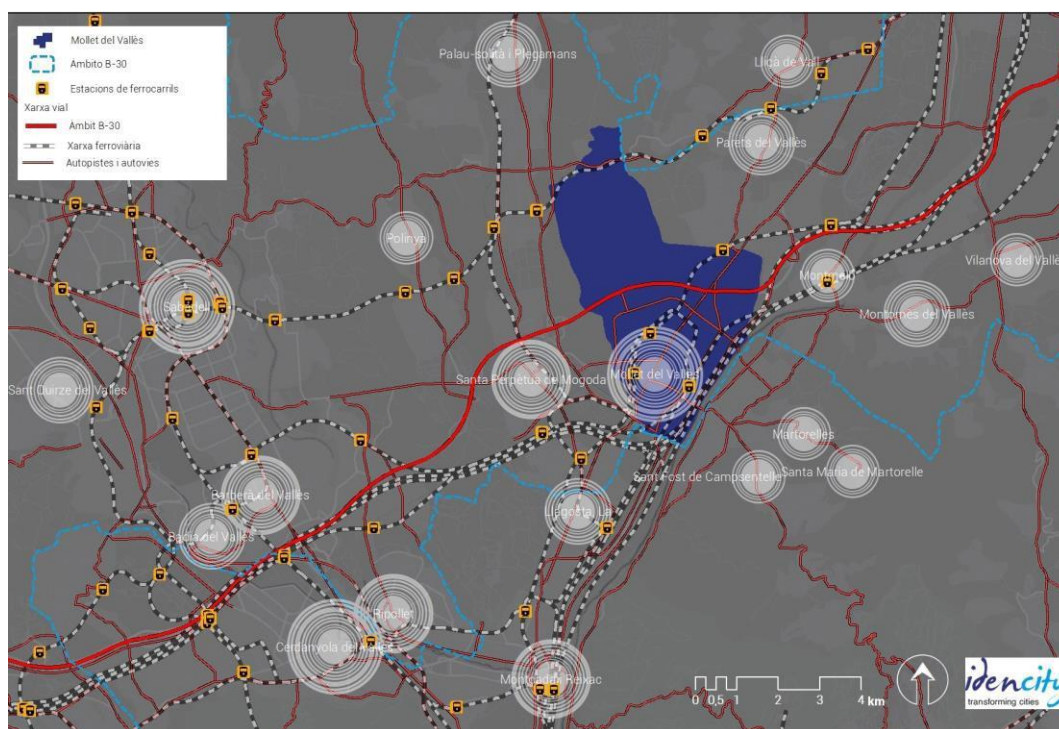 Mollet del Vallès
Ambito B-30
Estacions de ferrocarrils
Xarxa vial
Àmbit B-30
Xarxa ferroviària
Autopistes i autovies
Palau-solità i Plegamans
Lliçà de Vall
Parets del Vallès
Polinyà
Vilanova del Vallès
Montmeló
Sabadell
Montornès del Vallès
Sant Quirze del Vallès
Santa Perpètua de Mogoda
Mollet del Vallès
Martorelles
Santa Maria de Martorelle
Sant Fost de Campsentelles
Barberà del Vallès
Llagosta, La
Badia del Vallès
Ripollet
Cerdanyola del Vallès
Montcada i Reixac
0 0,5 1 2 3 4 km
idencity
transforming cities